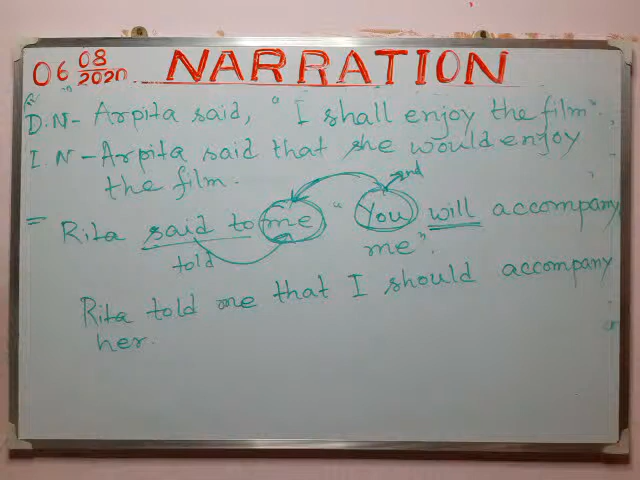 06 08/2020 NARRATION
D.N- Arpita said, "I shall enjoy the film".
I.N-Arpita said that she would enjoy
the film.
= Rita said to me "You will accompany
me".
2nd
told
Rita told me that I should accompany
her.